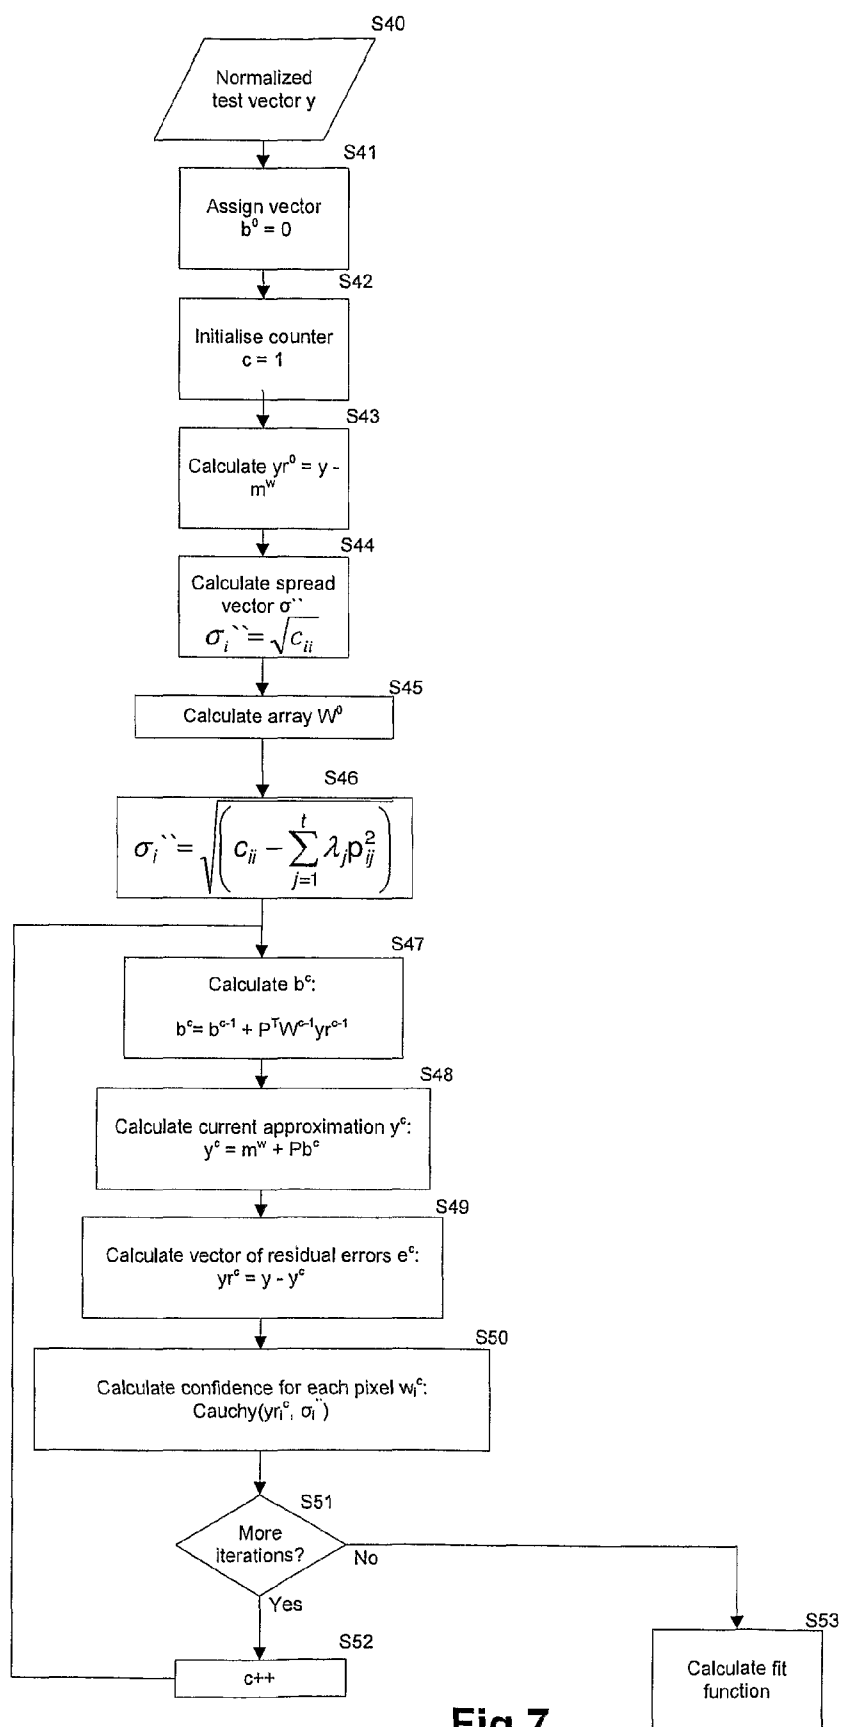 S40
Normalized
test vector y
S41
Assign vector
b⁰ = 0
S42
Initialise counter
c = 1
S43
Calculate yr⁰ = y -
mʷ
S44
Calculate spread
vector σ``
σᵢ``= √cᵢᵢ
S45
Calculate array W⁰
S46
σᵢ``= √(cᵢᵢ − ∑ⱼ₌₁ᵗ λⱼpᵢⱼ²)
S47
Calculate bᶜ:
bᶜ= bᶜ⁻¹ + PᵀWᶜ⁻¹yrᶜ⁻¹
S48
Calculate current approximation yᶜ:
yᶜ = mʷ + Pbᶜ
S49
Calculate vector of residual errors eᶜ:
yrᶜ = y - yᶜ
S50
Calculate confidence for each pixel wᵢᶜ:
Cauchy(yrᵢᶜ, σᵢ``)
S51
More
iterations?
No
Yes
S52
c++
S53
Calculate fit
function
Fig 7